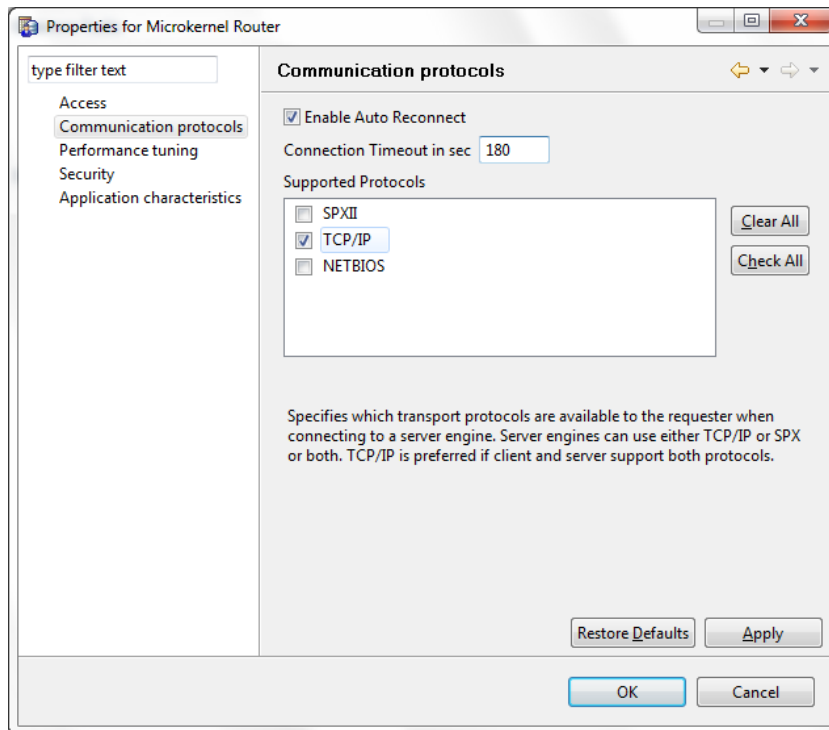 Properties for Microkernel Router
type filter text
Access
Communication protocols
Performance tuning
Security
Application characteristics
Communication protocols
Enable Auto Reconnect
Connection Timeout in sec 180
Supported Protocols
SPXII
TCP/IP
NETBIOS
Clear All
Check All
Specifies which transport protocols are available to the requester when
connecting to a server engine. Server engines can use either TCP/IP or SPX
or both. TCP/IP is preferred if client and server support both protocols.
Restore Defaults Apply
OK Cancel